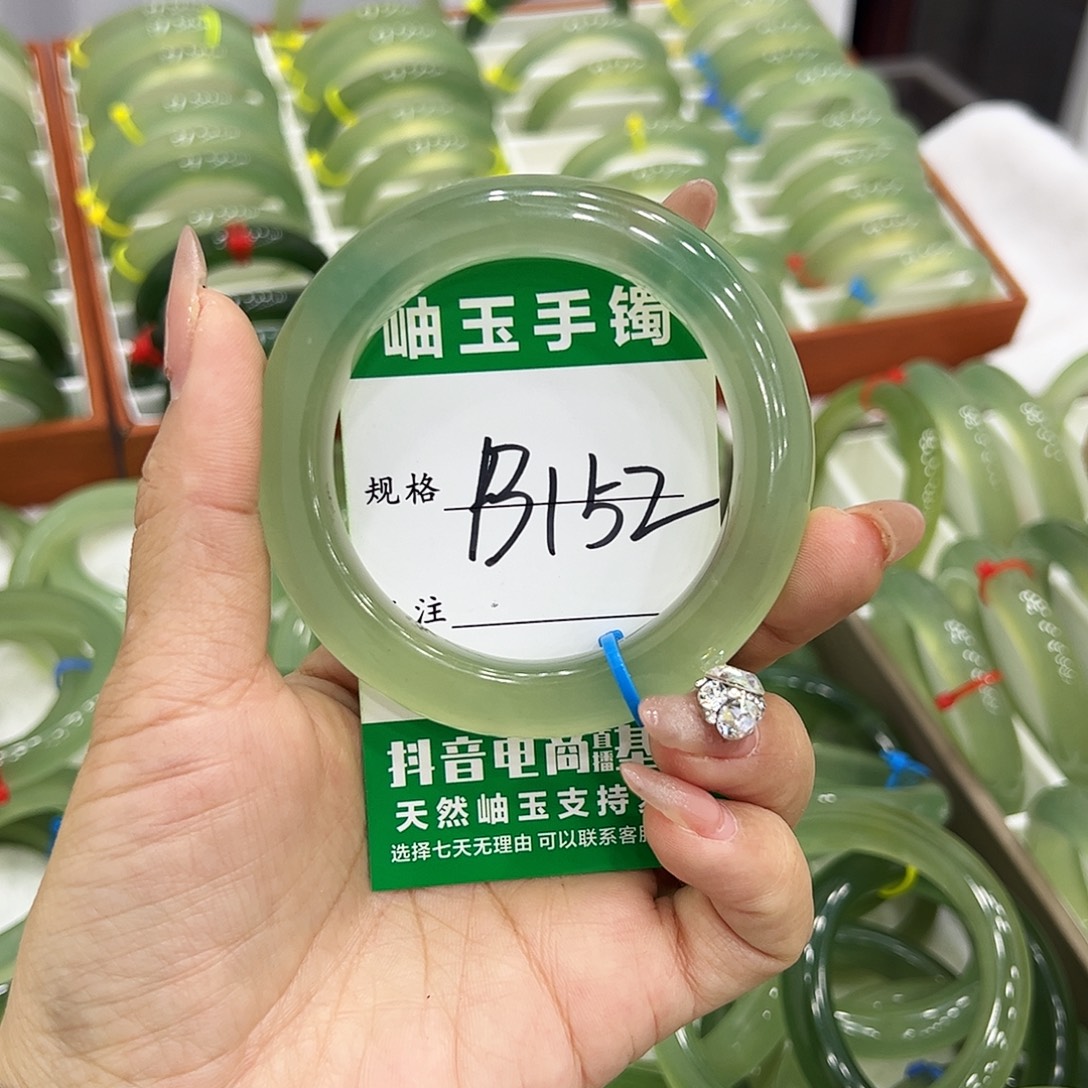 岫玉手镯
规格 B152
注
抖音电商直播基
天然岫玉支持
选择七天无理由 可以联系客服